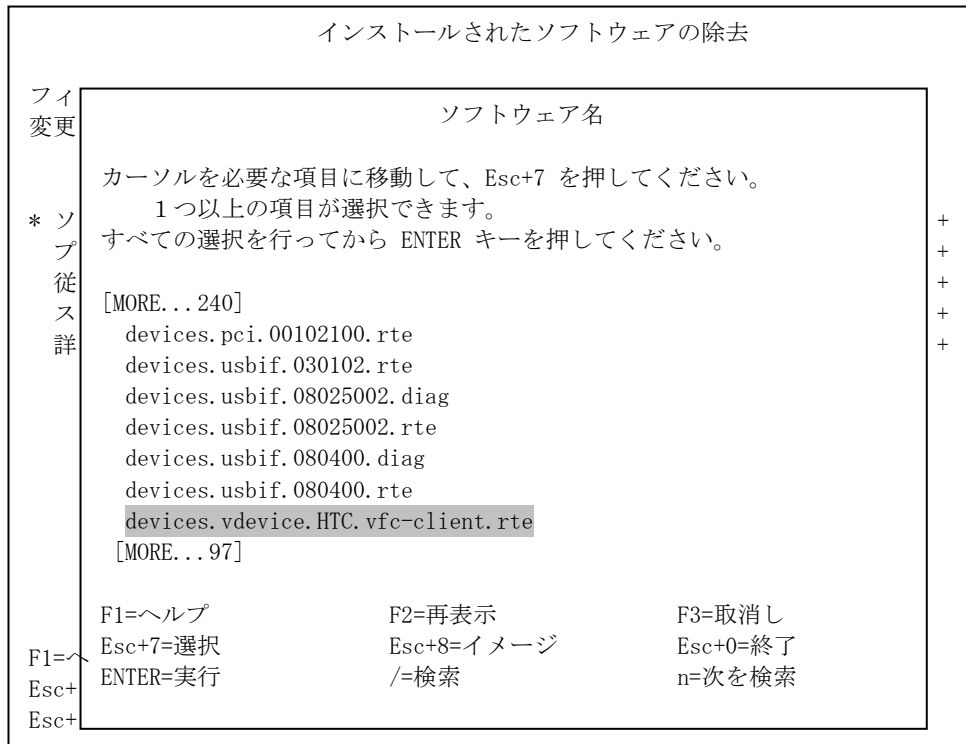 インストールされたソフトウェアの除去
フィ
変更
ソフトウェア名
カーソルを必要な項目に移動して、Esc+7 を押してください。
１つ以上の項目が選択できます。
* ソ +
すべての選択を行ってから ENTER キーを押してください。
プ +
従 +
[MORE...240]
ス +
devices.pci.00102100.rte
詳 +
devices.usbif.030102.rte
devices.usbif.08025002.diag
devices.usbif.08025002.rte
devices.usbif.080400.diag
devices.usbif.080400.rte
devices.vdevice.HTC.vfc-client.rte
[MORE...97]
F1=ヘルプ F2=再表示 F3=取消し
Esc+7=選択 Esc+8=イメージ Esc+0=終了
F1=ヘ
ENTER=実行 /=検索 n=次を検索
Esc+
Esc+